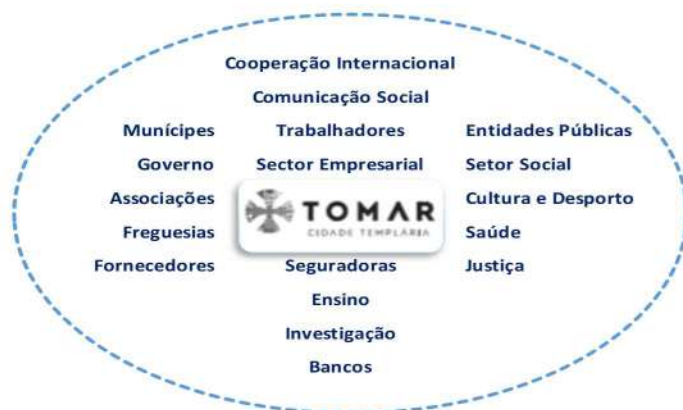 Cooperação Internacional
Comunicação Social
Munícipes Trabalhadores Entidades Públicas
Governo Sector Empresarial Setor Social
Associações TOMAR Cultura e Desporto
CIDADE TEMPLÁRIA
Freguesias Saúde
Fornecedores Seguradoras Justiça
Ensino
Investigação
Bancos